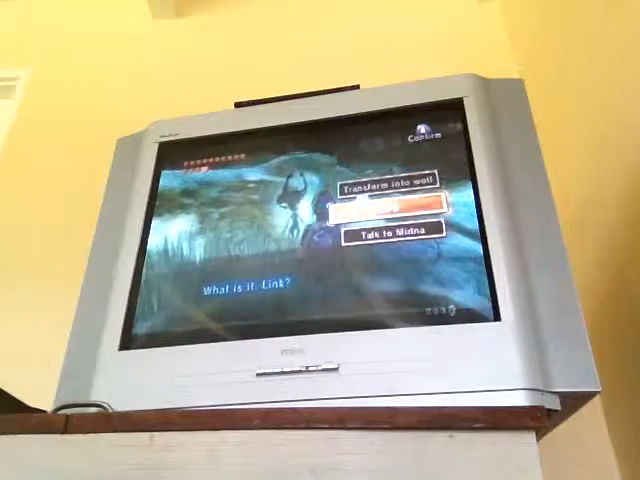 Confirm
Transform into wolf
Talk to Midna
What is it, Link?